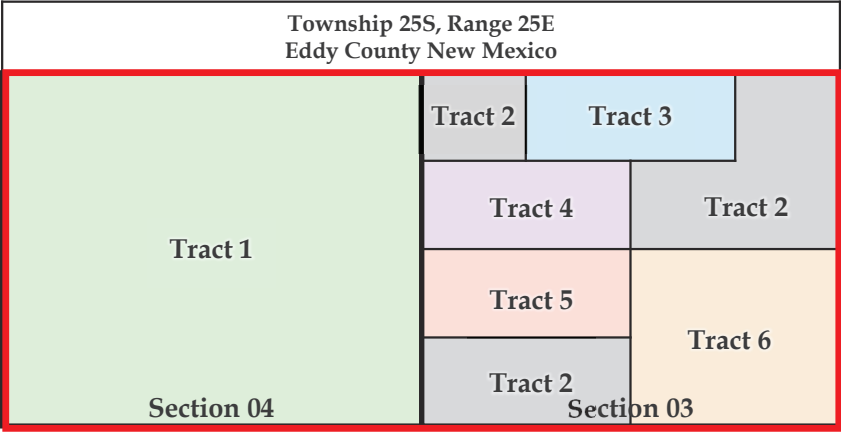 Township 25S, Range 25E
Eddy County New Mexico
Tract 2
Tract 3
Tract 4
Tract 2
Tract 1
Tract 5
Tract 6
Tract 2
Section 04
Section 03